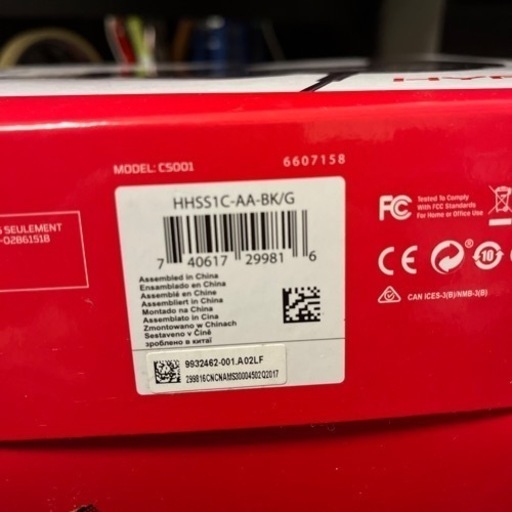 MODEL: CS001
6607158
HHSS1C-AA-BK/G
7 40617 29981 6
Assembled in China
Ensamblado en China
Assemblé en Chine
Assembliert in China
Montado na China
Assemblato in Cina
Zmontowano w Chinach
Sestaveno v Číně
зроблено в китаї
9932462-001.A02LF
299816CNCNAMS30004502Q2017
S SEULEMENT
-02B61518
FC
Tested To Comply
With FCC Standards
For Home or Office Use
CE
10
CAN ICES-3(B)/NMB-3(B)